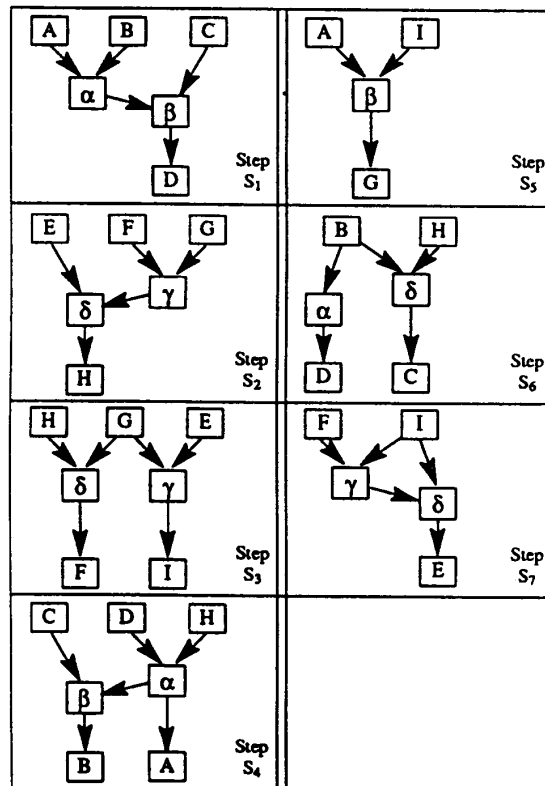 A B C
α
β
D
Step
S1
A I
β
G
Step
S5
E F G
γ
δ
H
Step
S2
B H
δ
α
D C
Step
S6
H G E
δ γ
F I
Step
S3
F I
γ
δ
E
Step
S7
C D H
α
β
B A
Step
S4